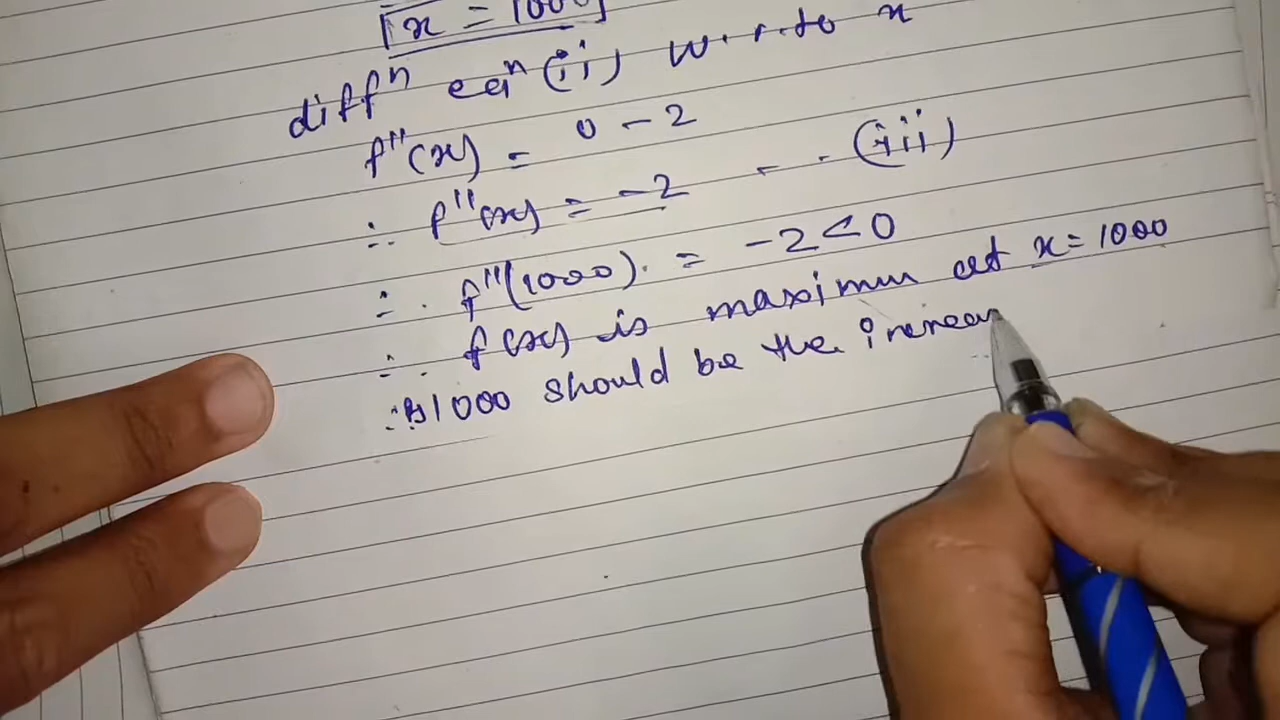 [x = 1000]
diffⁿ eqⁿ (ii) w.r.to x
f''(x) = 0 - 2
∴ f''(x) = -2 - - (iii)
∴ f''(1000). = -2 < 0
∴ f(x) is maximum at x = 1000
∴ 1000 should be the increas